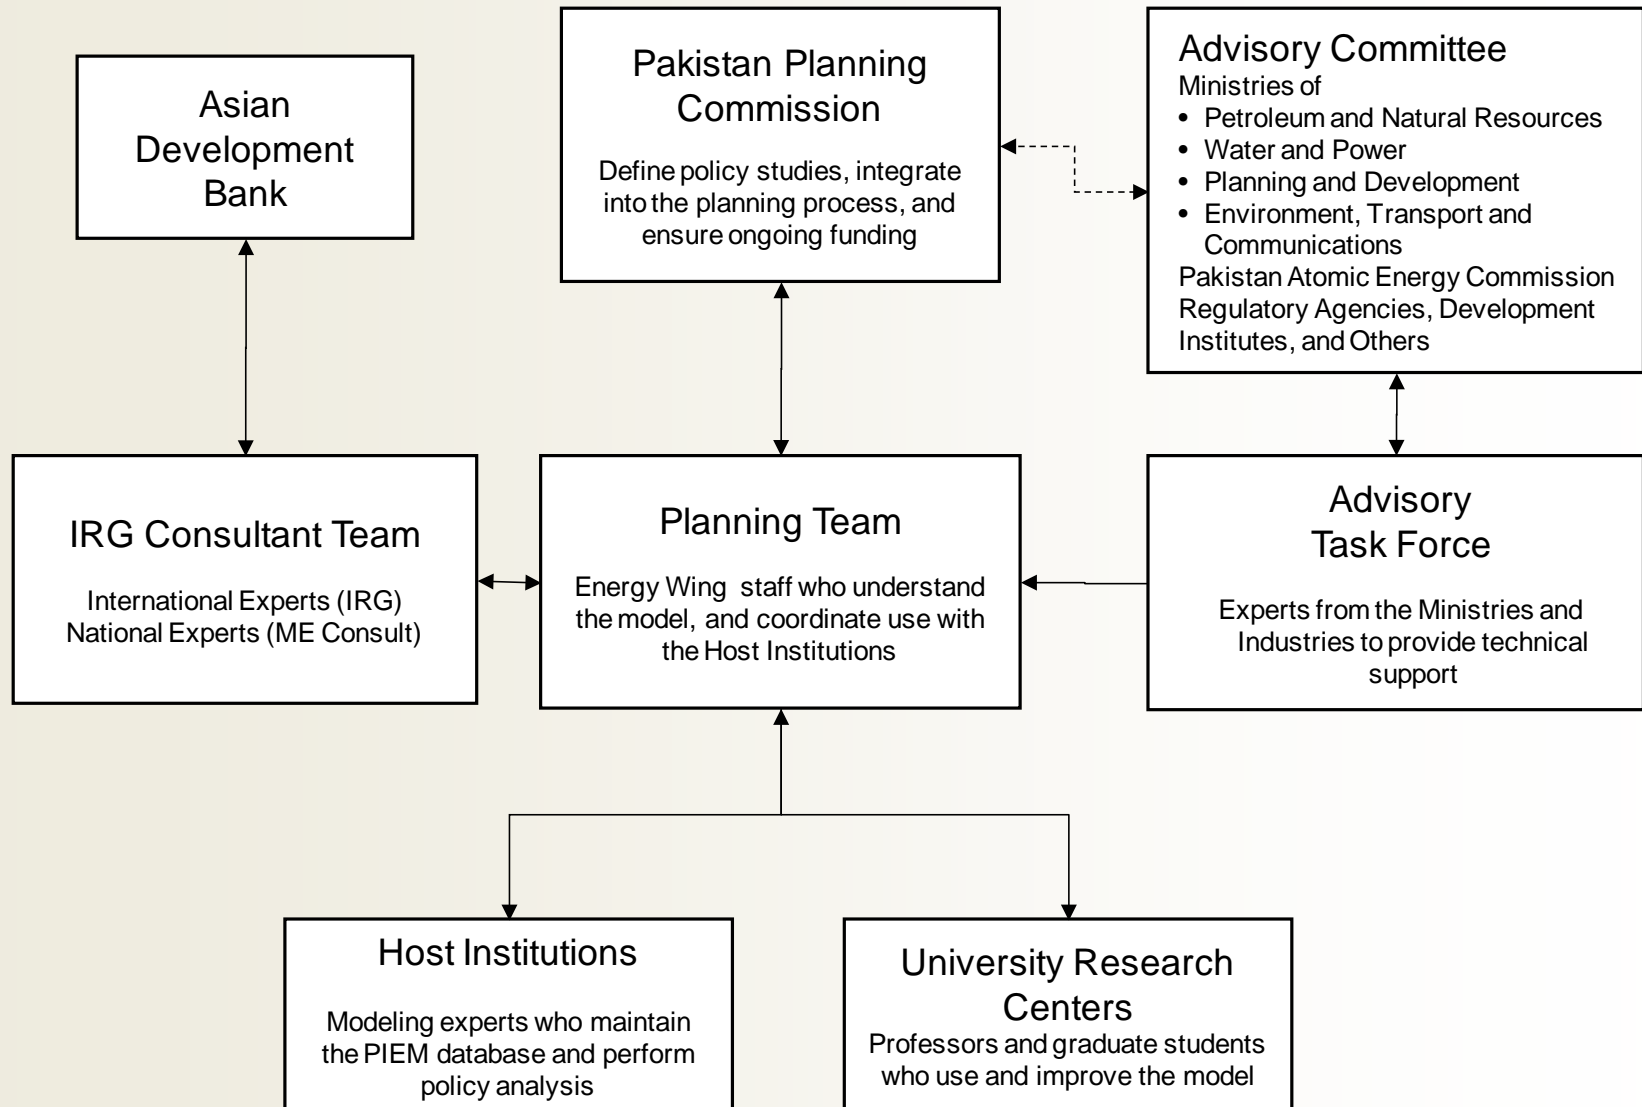 Asian
Development
Bank
Pakistan Planning
Commission
Define policy studies, integrate
into the planning process, and
ensure ongoing funding
Advisory Committee
Ministries of
• Petroleum and Natural Resources
• Water and Power
• Planning and Development
• Environment, Transport and
Communications
Pakistan Atomic Energy Commission
Regulatory Agencies, Development
Institutes, and Others
IRG Consultant Team
International Experts (IRG)
National Experts (ME Consult)
Planning Team
Energy Wing staff who understand
the model, and coordinate use with
the Host Institutions
Advisory
Task Force
Experts from the Ministries and
Industries to provide technical
support
Host Institutions
Modeling experts who maintain
the PIEM database and perform
policy analysis
University Research
Centers
Professors and graduate students
who use and improve the model